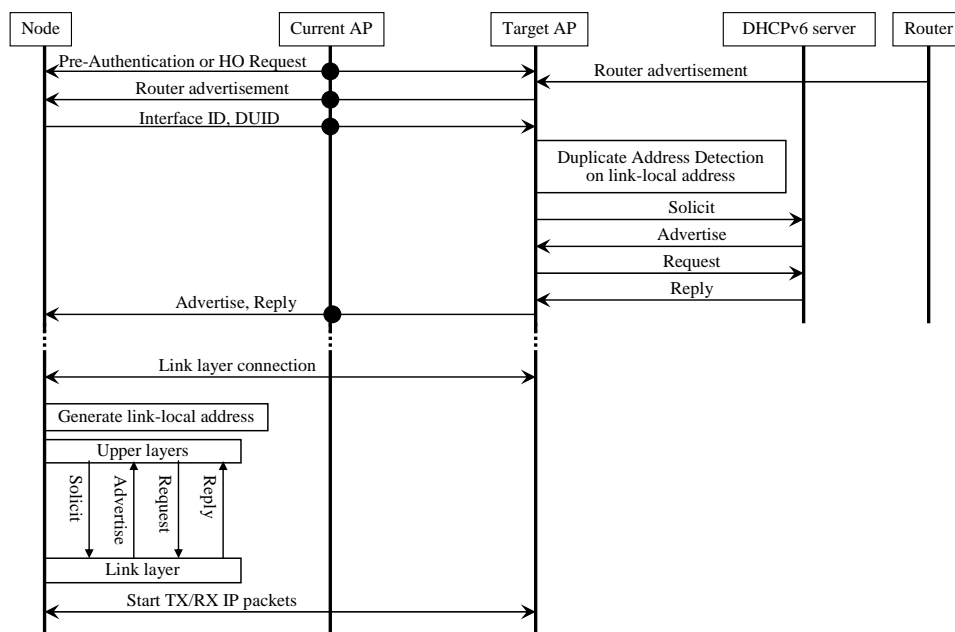 Node
Current AP
Target AP
DHCPv6 server
Router
Pre-Authentication or HO Request
Router advertisement
Router advertisement
Interface ID, DUID
Duplicate Address Detection
on link-local address
Solicit
Advertise
Request
Reply
Advertise, Reply
Link layer connection
Generate link-local address
Upper layers
Solicit
Advertise
Request
Reply
Link layer
Start TX/RX IP packets